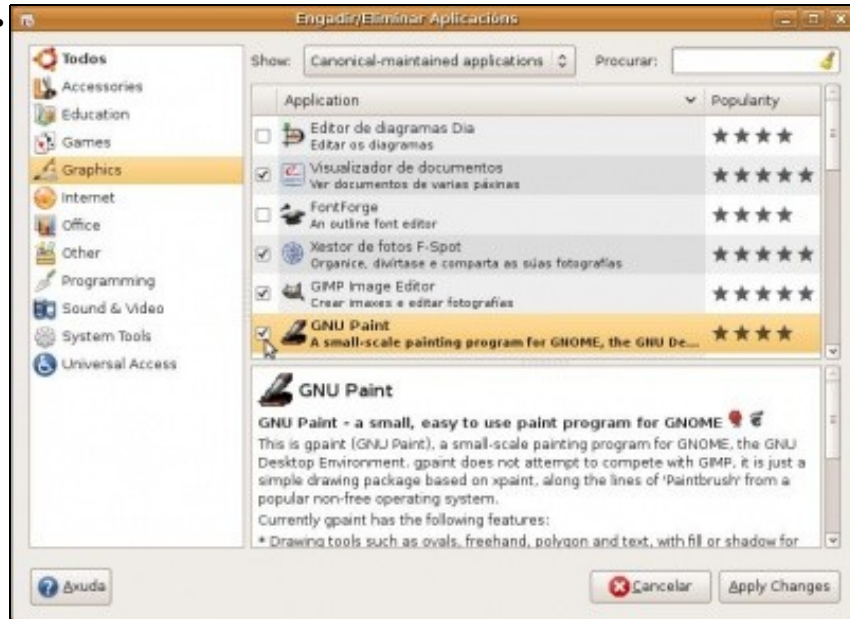 Engadir/Eliminar Aplicacións
Todos
Accessories
Education
Games
Graphics
Internet
Office
Other
Programming
Sound & Video
System Tools
Universal Access
Show: Canonical-maintained applications Procurar:
Application Popularity
Editor de diagramas Dia
Editar os diagramas
Visualizador de documentos
Ver documentos de varias páxinas
FontForge
An outline font editor
Xestor de fotos F-Spot
Organice, divírtase e comparta as súas fotografías
GIMP Image Editor
Crear imaxes e editar fotografías
GNU Paint
A small-scale painting program for GNOME, the GNU De...
GNU Paint
GNU Paint - a small, easy to use paint program for GNOME
This is gpaint (GNU Paint), a small-scale painting program for GNOME, the GNU
Desktop Environment. gpaint does not attempt to compete with GIMP, it is just a
simple drawing package based on xpaint, along the lines of 'Paintbrush' from a
popular non-free operating system.
Currently gpaint has the following features:
* Drawing tools such as ovals, freehand, polygon and text, with fill or shadow for
Axuda
Cancelar Apply Changes